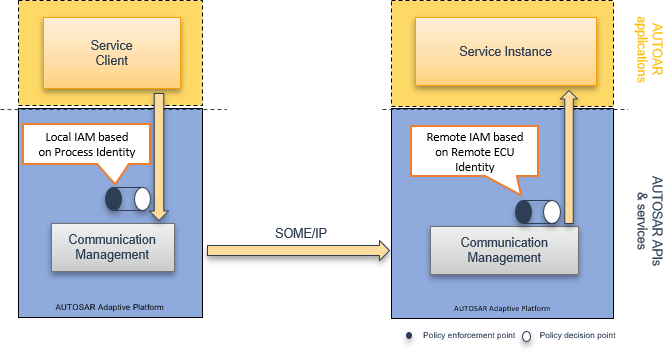 Service
Client
Service Instance
AUTOAR
applications
Local IAM based
on Process Identity
Remote IAM based
on Remote ECU
Identity
AUTOSAR APIs
& services
Communication
Management
SOME/IP
Communication
Management
AUTOSAR Adaptive Platform
AUTOSAR Adaptive Platform
Policy enforcement point
Policy decision point